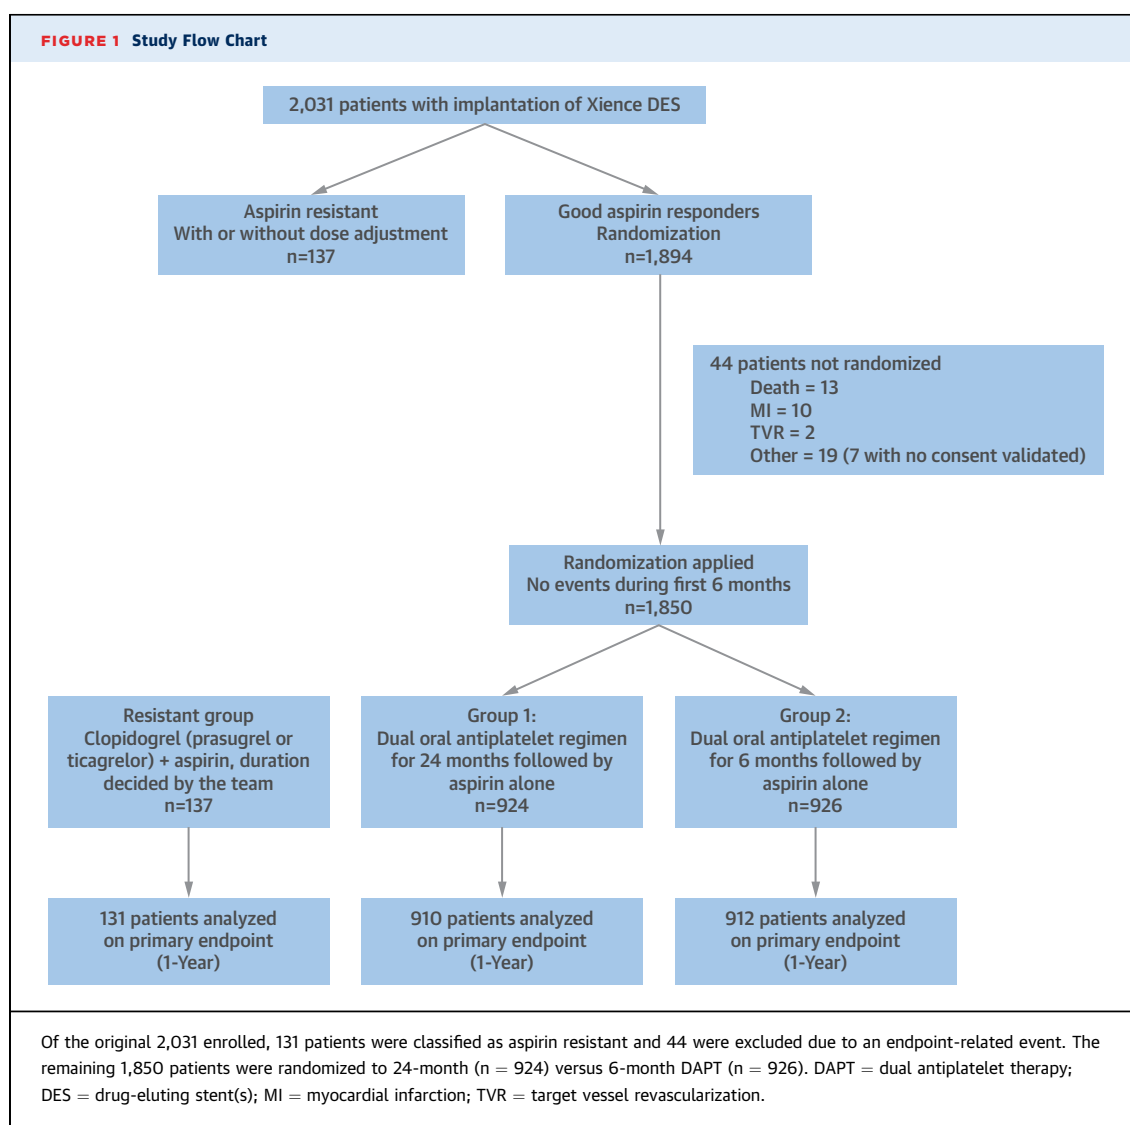 FIGURE 1 Study Flow Chart
2,031 patients with implantation of Xience DES
Aspirin resistant
With or without dose adjustment
n=137
Good aspirin responders
Randomization
n=1,894
44 patients not randomized
Death = 13
MI = 10
TVR = 2
Other = 19 (7 with no consent validated)
Randomization applied
No events during first 6 months
n=1,850
Resistant group
Clopidogrel (prasugrel or
ticagrelor) + aspirin, duration
decided by the team
n=137
Group 1:
Dual oral antiplatelet regimen
for 24 months followed by
aspirin alone
n=924
Group 2:
Dual oral antiplatelet regimen
for 6 months followed by
aspirin alone
n=926
131 patients analyzed
on primary endpoint
(1-Year)
910 patients analyzed
on primary endpoint
(1-Year)
912 patients analyzed
on primary endpoint
(1-Year)
Of the original 2,031 enrolled, 131 patients were classified as aspirin resistant and 44 were excluded due to an endpoint-related event. The
remaining 1,850 patients were randomized to 24-month (n = 924) versus 6-month DAPT (n = 926). DAPT = dual antiplatelet therapy;
DES = drug-eluting stent(s); MI = myocardial infarction; TVR = target vessel revascularization.